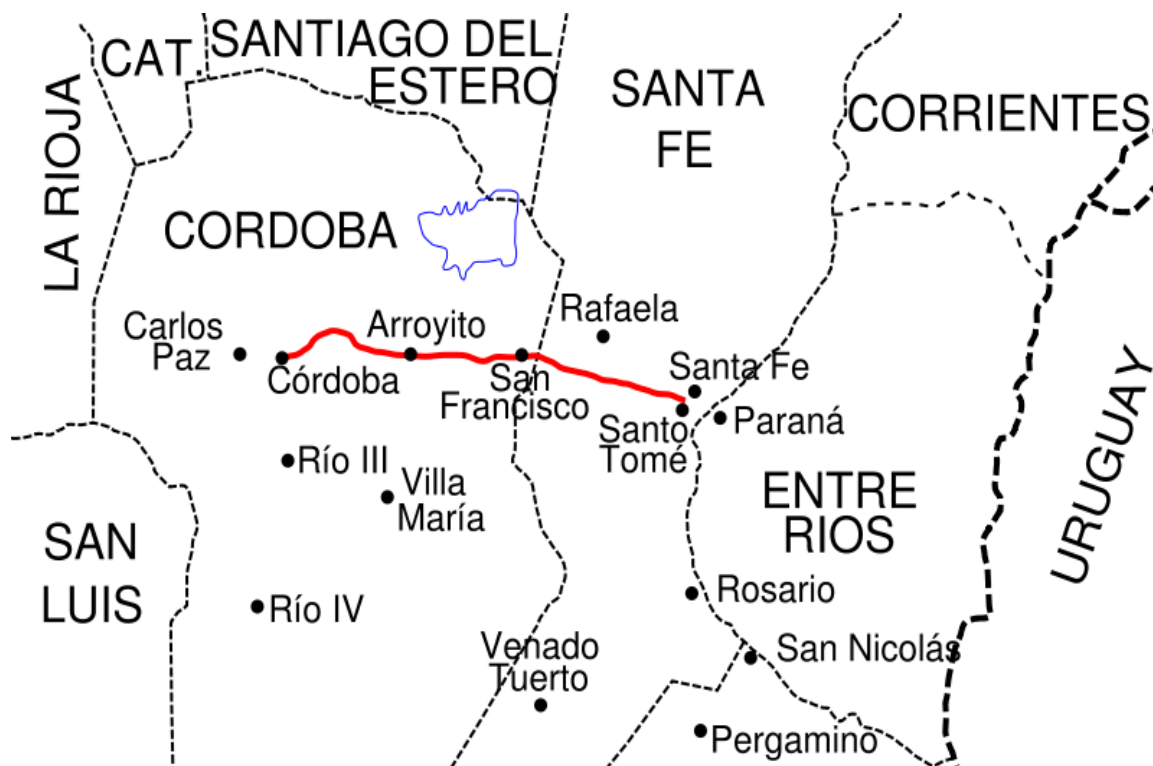 CAT.
SANTIAGO DEL
ESTERO
SANTA
FE
CORRIENTES
LA RIOJA
CORDOBA
Rafaela
Carlos
Paz
Arroyito
Córdoba
San
Francisco
Santa Fe
Santo
Tomé
Paraná
URUGUAY
Río III
Villa
María
ENTRE
RIOS
SAN
LUIS
Río IV
Rosario
Venado
Tuerto
San Nicolás
Pergamino